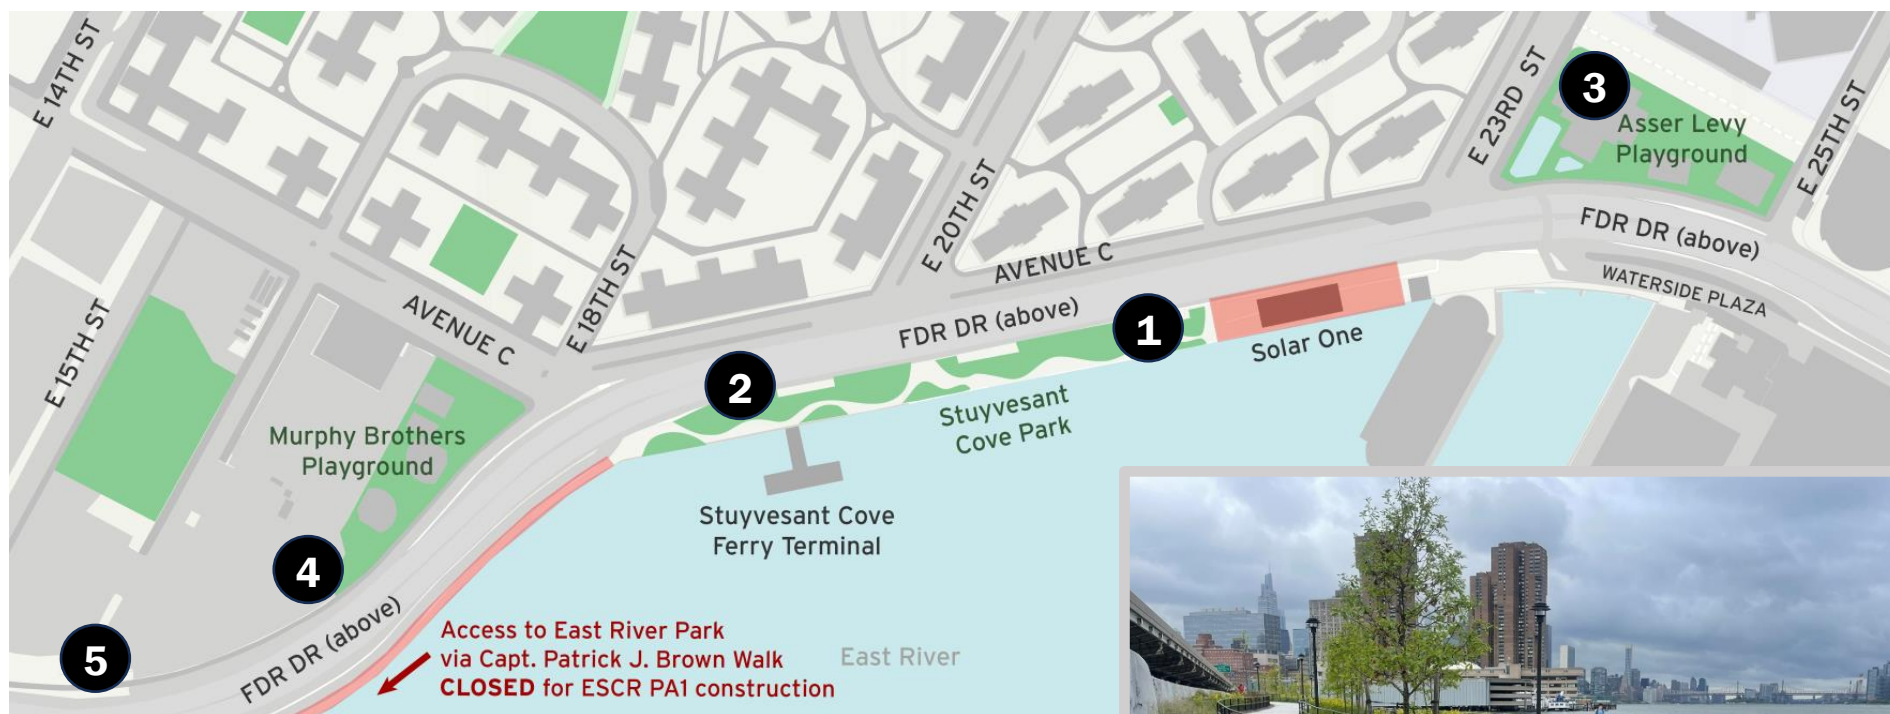 E 14TH ST
3
E 23RD ST
Asser Levy
Playground
E 25TH ST
E 20TH ST
FDR DR (above)
AVENUE C
WATERSIDE PLAZA
E 18TH ST
AVENUE C
FDR DR (above)
1
Solar One
E 15TH ST
2
Stuyvesant
Cove Park
Murphy Brothers
Playground
Stuyvesant Cove
Ferry Terminal
4
FDR DR (above)
5
Access to East River Park
via Capt. Patrick J. Brown Walk
CLOSED for ESCR PA1 construction
East River